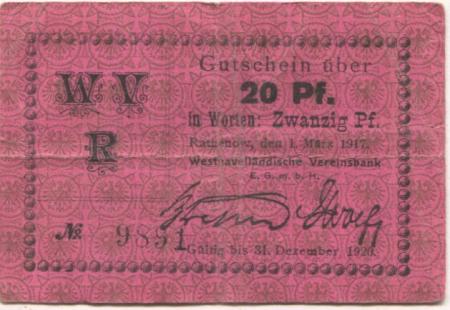 W V
R
Gutschein über
20 Pf.
in Worten: Zwanzig Pf.
Rathenow, den 1. März 1917.
Westhavelländische Vereinsbank
E. G. m. b. H.
№ 9851
Gültig bis 31. Dezember 1920.